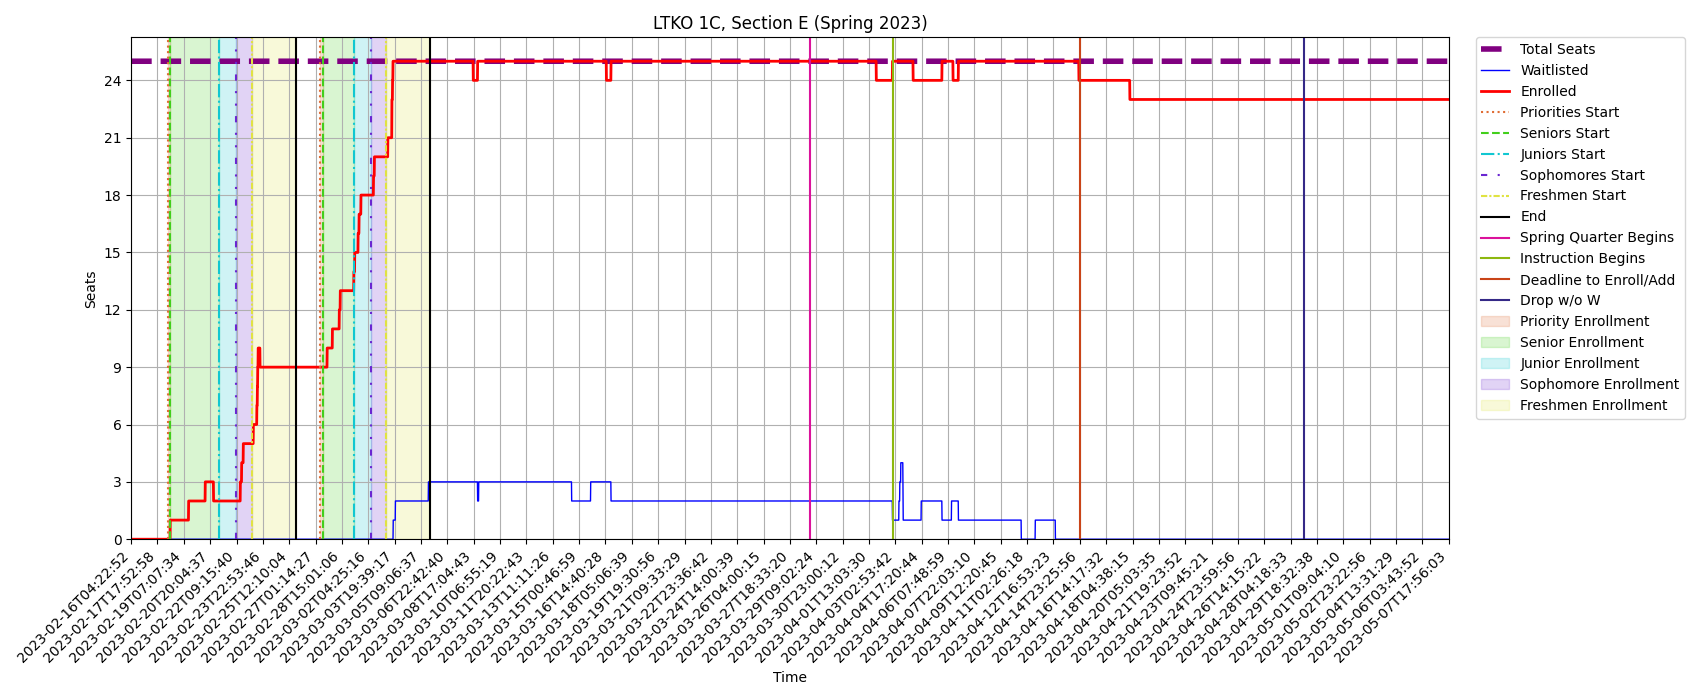 LTKO 1C, Section E (Spring 2023)
Seats
24
21
18
15
12
9
6
3
0
2023-02-16T04:22:52
2023-02-17T17:52:58
2023-02-19T07:07:34
2023-02-20T20:04:37
2023-02-22T09:15:40
2023-02-23T22:53:46
2023-02-25T12:10:04
2023-02-27T01:14:27
2023-02-28T15:01:06
2023-03-02T04:25:16
2023-03-03T19:39:17
2023-03-05T09:06:37
2023-03-06T22:42:40
2023-03-08T17:04:43
2023-03-10T06:55:19
2023-03-11T20:22:43
2023-03-13T11:11:26
2023-03-15T00:46:59
2023-03-16T14:40:28
2023-03-18T05:06:39
2023-03-19T19:30:56
2023-03-21T09:33:29
2023-03-22T23:36:42
2023-03-24T14:00:39
2023-03-26T04:00:15
2023-03-27T18:33:20
2023-03-29T09:02:24
2023-03-30T23:00:12
2023-04-01T13:03:30
2023-04-03T02:53:42
2023-04-04T17:20:44
2023-04-06T07:48:59
2023-04-07T22:03:10
2023-04-09T12:20:45
2023-04-11T02:26:18
2023-04-12T16:53:23
2023-04-14T23:25:56
2023-04-16T14:17:32
2023-04-18T04:38:15
2023-04-20T05:03:35
2023-04-21T19:23:52
2023-04-23T09:45:21
2023-04-24T23:59:56
2023-04-26T14:15:22
2023-04-28T04:18:33
2023-04-29T18:32:38
2023-05-01T09:04:10
2023-05-02T23:22:56
2023-05-04T13:31:29
2023-05-06T03:43:52
2023-05-07T17:56:03
Time
Total Seats
Waitlisted
Enrolled
Priorities Start
Seniors Start
Juniors Start
Sophomores Start
Freshmen Start
End
Spring Quarter Begins
Instruction Begins
Deadline to Enroll/Add
Drop w/o W
Priority Enrollment
Senior Enrollment
Junior Enrollment
Sophomore Enrollment
Freshmen Enrollment